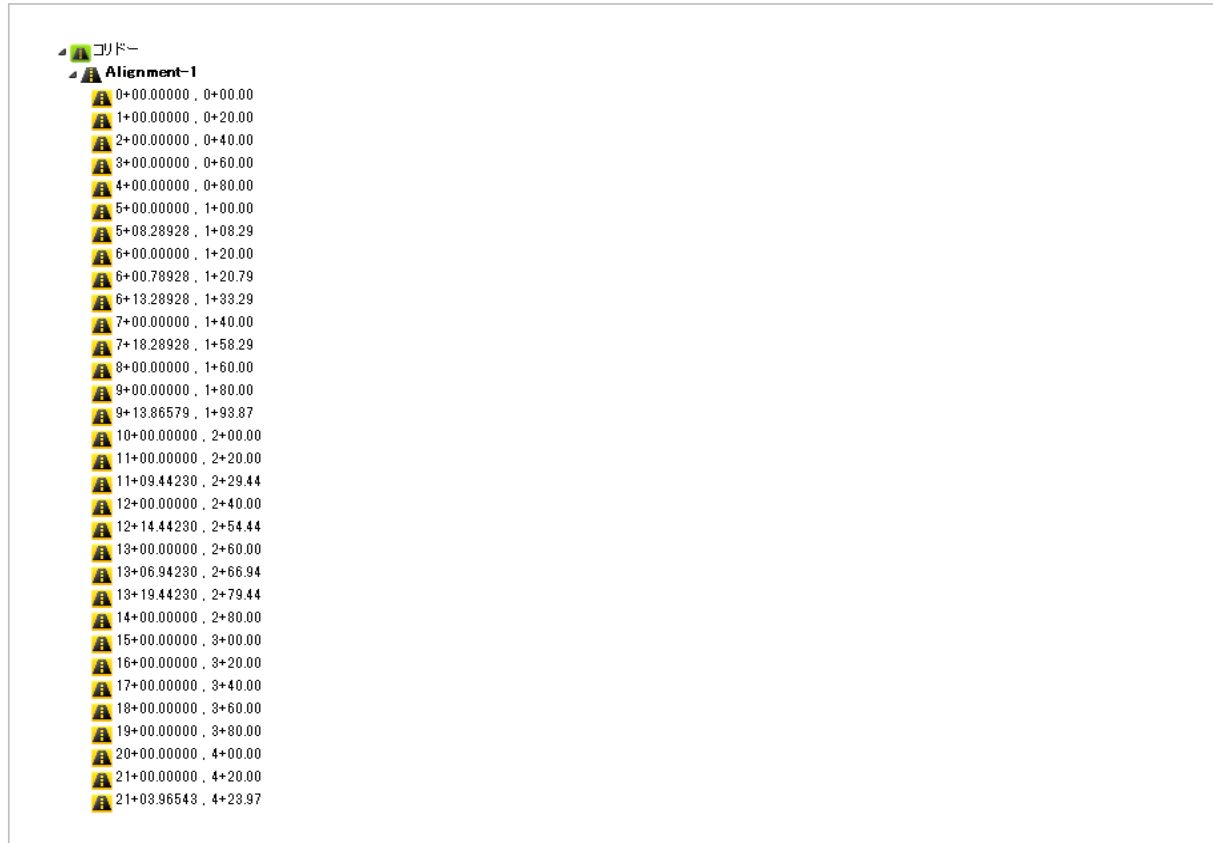 コリドー
Alignment-1
0+00.00000 , 0+00.00
1+00.00000 , 0+20.00
2+00.00000 , 0+40.00
3+00.00000 , 0+60.00
4+00.00000 , 0+80.00
5+00.00000 , 1+00.00
5+08.28928 , 1+08.29
6+00.00000 , 1+20.00
6+00.78928 , 1+20.79
6+13.28928 , 1+33.29
7+00.00000 , 1+40.00
7+18.28928 , 1+58.29
8+00.00000 , 1+60.00
9+00.00000 , 1+80.00
9+13.86579 , 1+93.87
10+00.00000 , 2+00.00
11+00.00000 , 2+20.00
11+09.44230 , 2+29.44
12+00.00000 , 2+40.00
12+14.44230 , 2+54.44
13+00.00000 , 2+60.00
13+06.94230 , 2+66.94
13+19.44230 , 2+79.44
14+00.00000 , 2+80.00
15+00.00000 , 3+00.00
16+00.00000 , 3+20.00
17+00.00000 , 3+40.00
18+00.00000 , 3+60.00
19+00.00000 , 3+80.00
20+00.00000 , 4+00.00
21+00.00000 , 4+20.00
21+03.96543 , 4+23.97